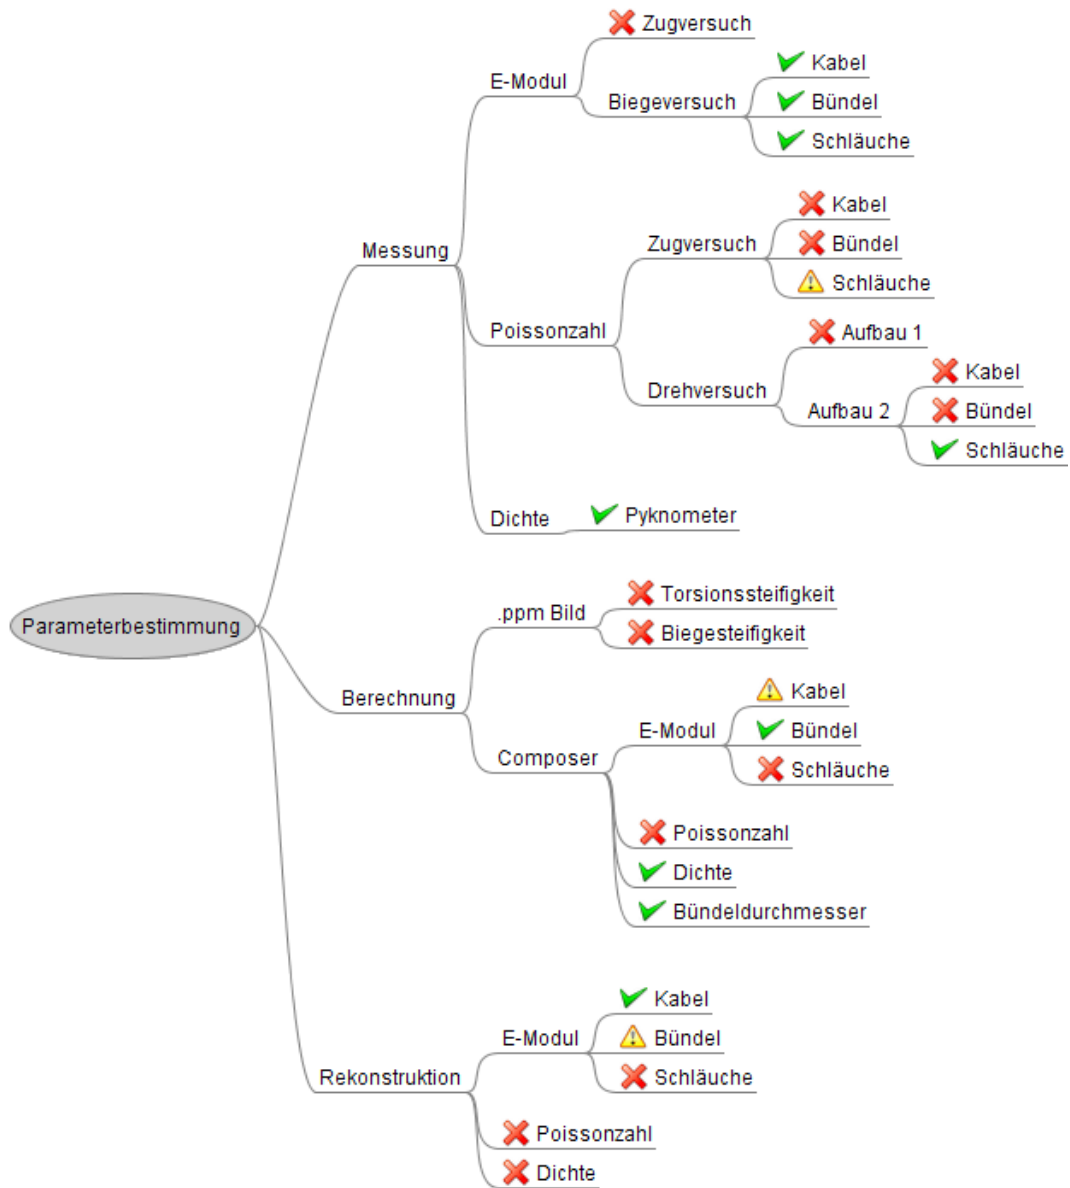 Zugversuch
E-Modul
Kabel
Biegeversuch
Bündel
Schläuche
Messung
Kabel
Zugversuch
Bündel
Schläuche
Poissonzahl
Aufbau 1
Drehversuch
Kabel
Aufbau 2
Bündel
Schläuche
Dichte
Pyknometer
Parameterbestimmung
.ppm Bild
Torsionssteifigkeit
Biegesteifigkeit
Berechnung
Kabel
E-Modul
Bündel
Composer
Schläuche
Poissonzahl
Dichte
Bündeldurchmesser
Kabel
E-Modul
Bündel
Rekonstruktion
Schläuche
Poissonzahl
Dichte